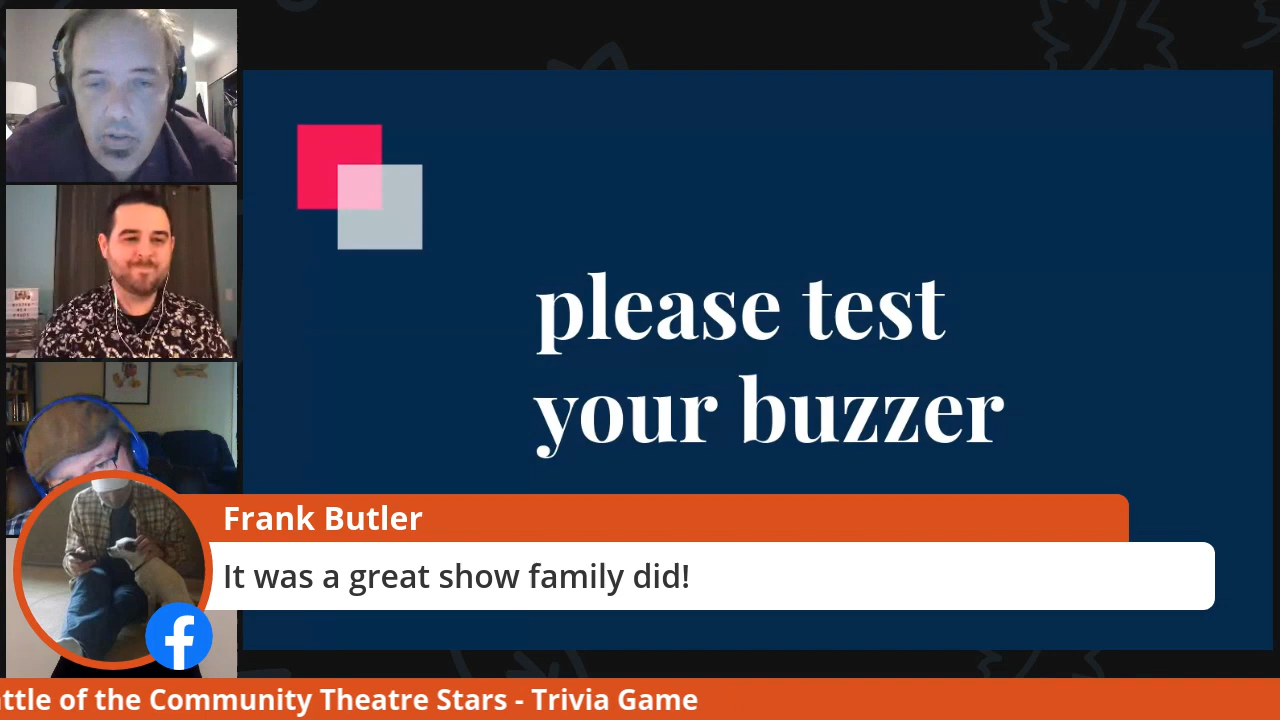 please test
your buzzer
Frank Butler
It was a great show family did!
ttle of the Community Theatre Stars - Trivia Game